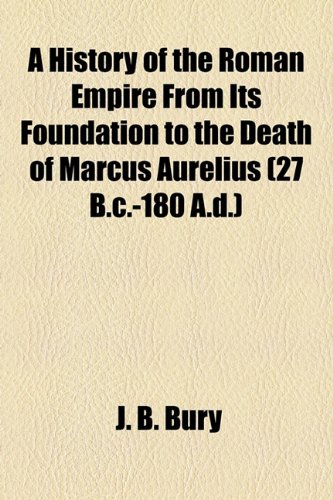 A History of the Roman
Empire From Its
Foundation to the Death
of Marcus Aurelius (27
B.c.-180 A.d.)
J. B. Bury